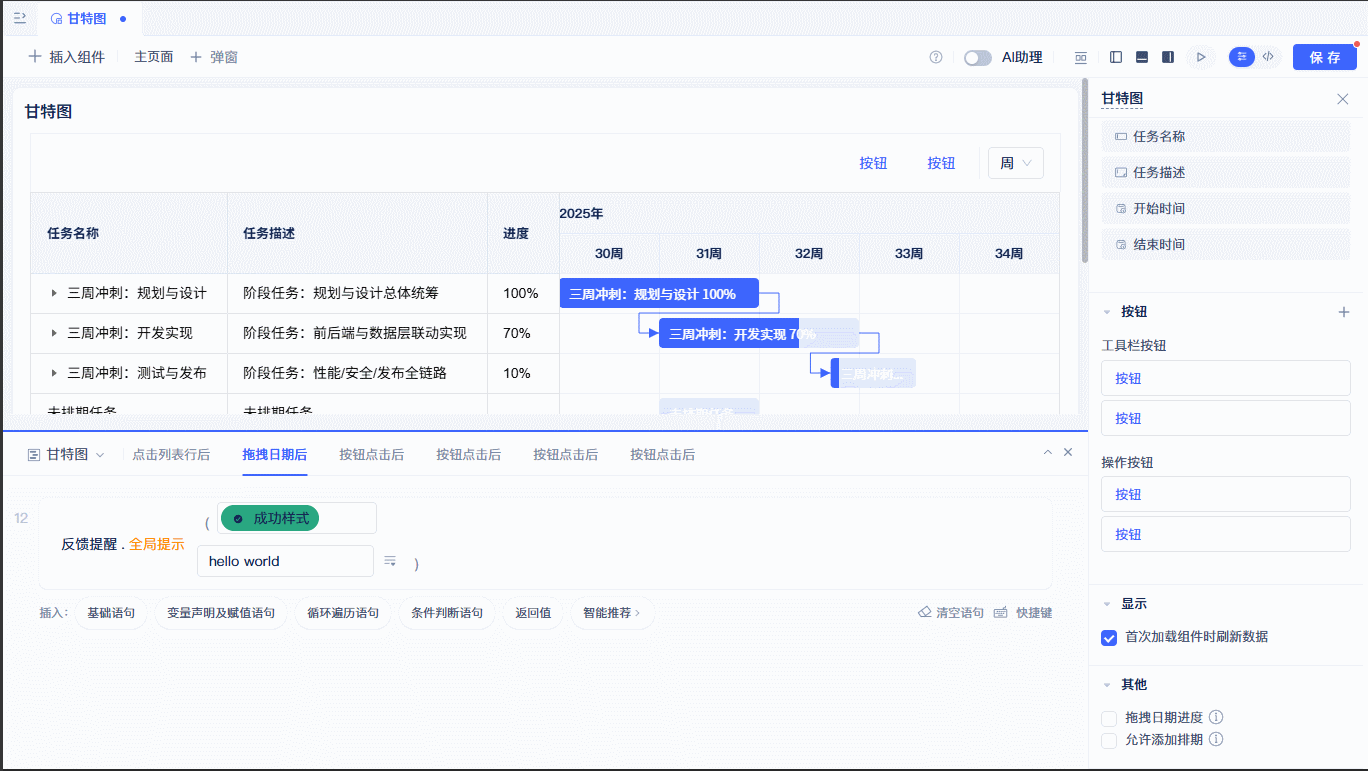 甘特图
插入组件 主页面 弹窗 AI助理 保存
甘特图
按钮 按钮 周
任务名称 任务描述 进度 2025年
30周 31周 32周 33周 34周
三周冲刺：规划与设计 阶段任务：规划与设计总体统筹 100% 三周冲刺：规划与设计 100%
三周冲刺：开发实现 阶段任务：前后端与数据层联动实现 70% 三周冲刺：开发实现 70%
三周冲刺：测试与发布 阶段任务：性能/安全/发布全链路 10% 三周冲刺...
未排期任务 未排期任务 未排期任务
甘特图 点击列表行后 拖拽日期后 按钮点击后 按钮点击后 按钮点击后 按钮点击后
12
反馈提醒 . 全局提示 ( 成功样式
hello world )
插入： 基础语句 变量声明及赋值语句 循环遍历语句 条件判断语句 返回值 智能推荐 清空语句 快捷键
甘特图
任务名称
任务描述
开始时间
结束时间
按钮
工具栏按钮
按钮
按钮
操作按钮
按钮
按钮
显示
首次加载组件时刷新数据
其他
拖拽日期进度
允许添加排期